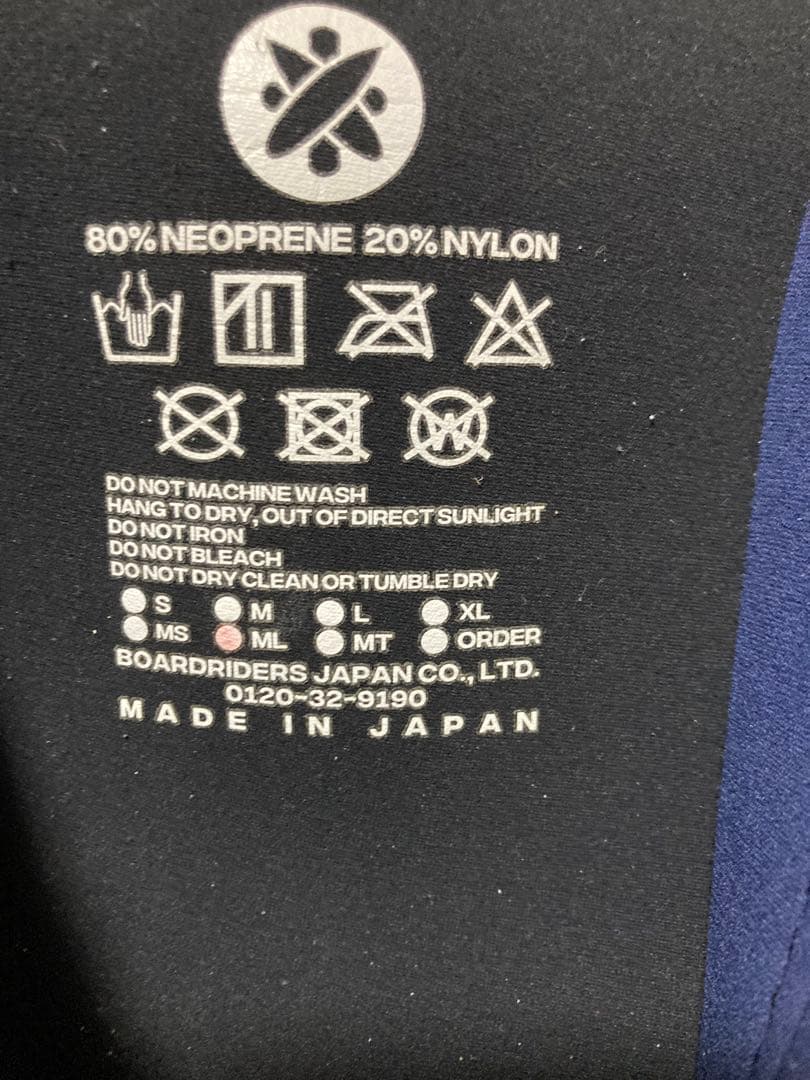 80% NEOPRENE 20% NYLON
W
DO NOT MACHINE WASH
HANG TO DRY, OUT OF DIRECT SUNLIGHT
DO NOT IRON
DO NOT BLEACH
DO NOT DRY CLEAN OR TUMBLE DRY
S M L XL
MS ML MT ORDER
BOARDRIDERS JAPAN CO., LTD.
0120-32-9190
MADE IN JAPAN